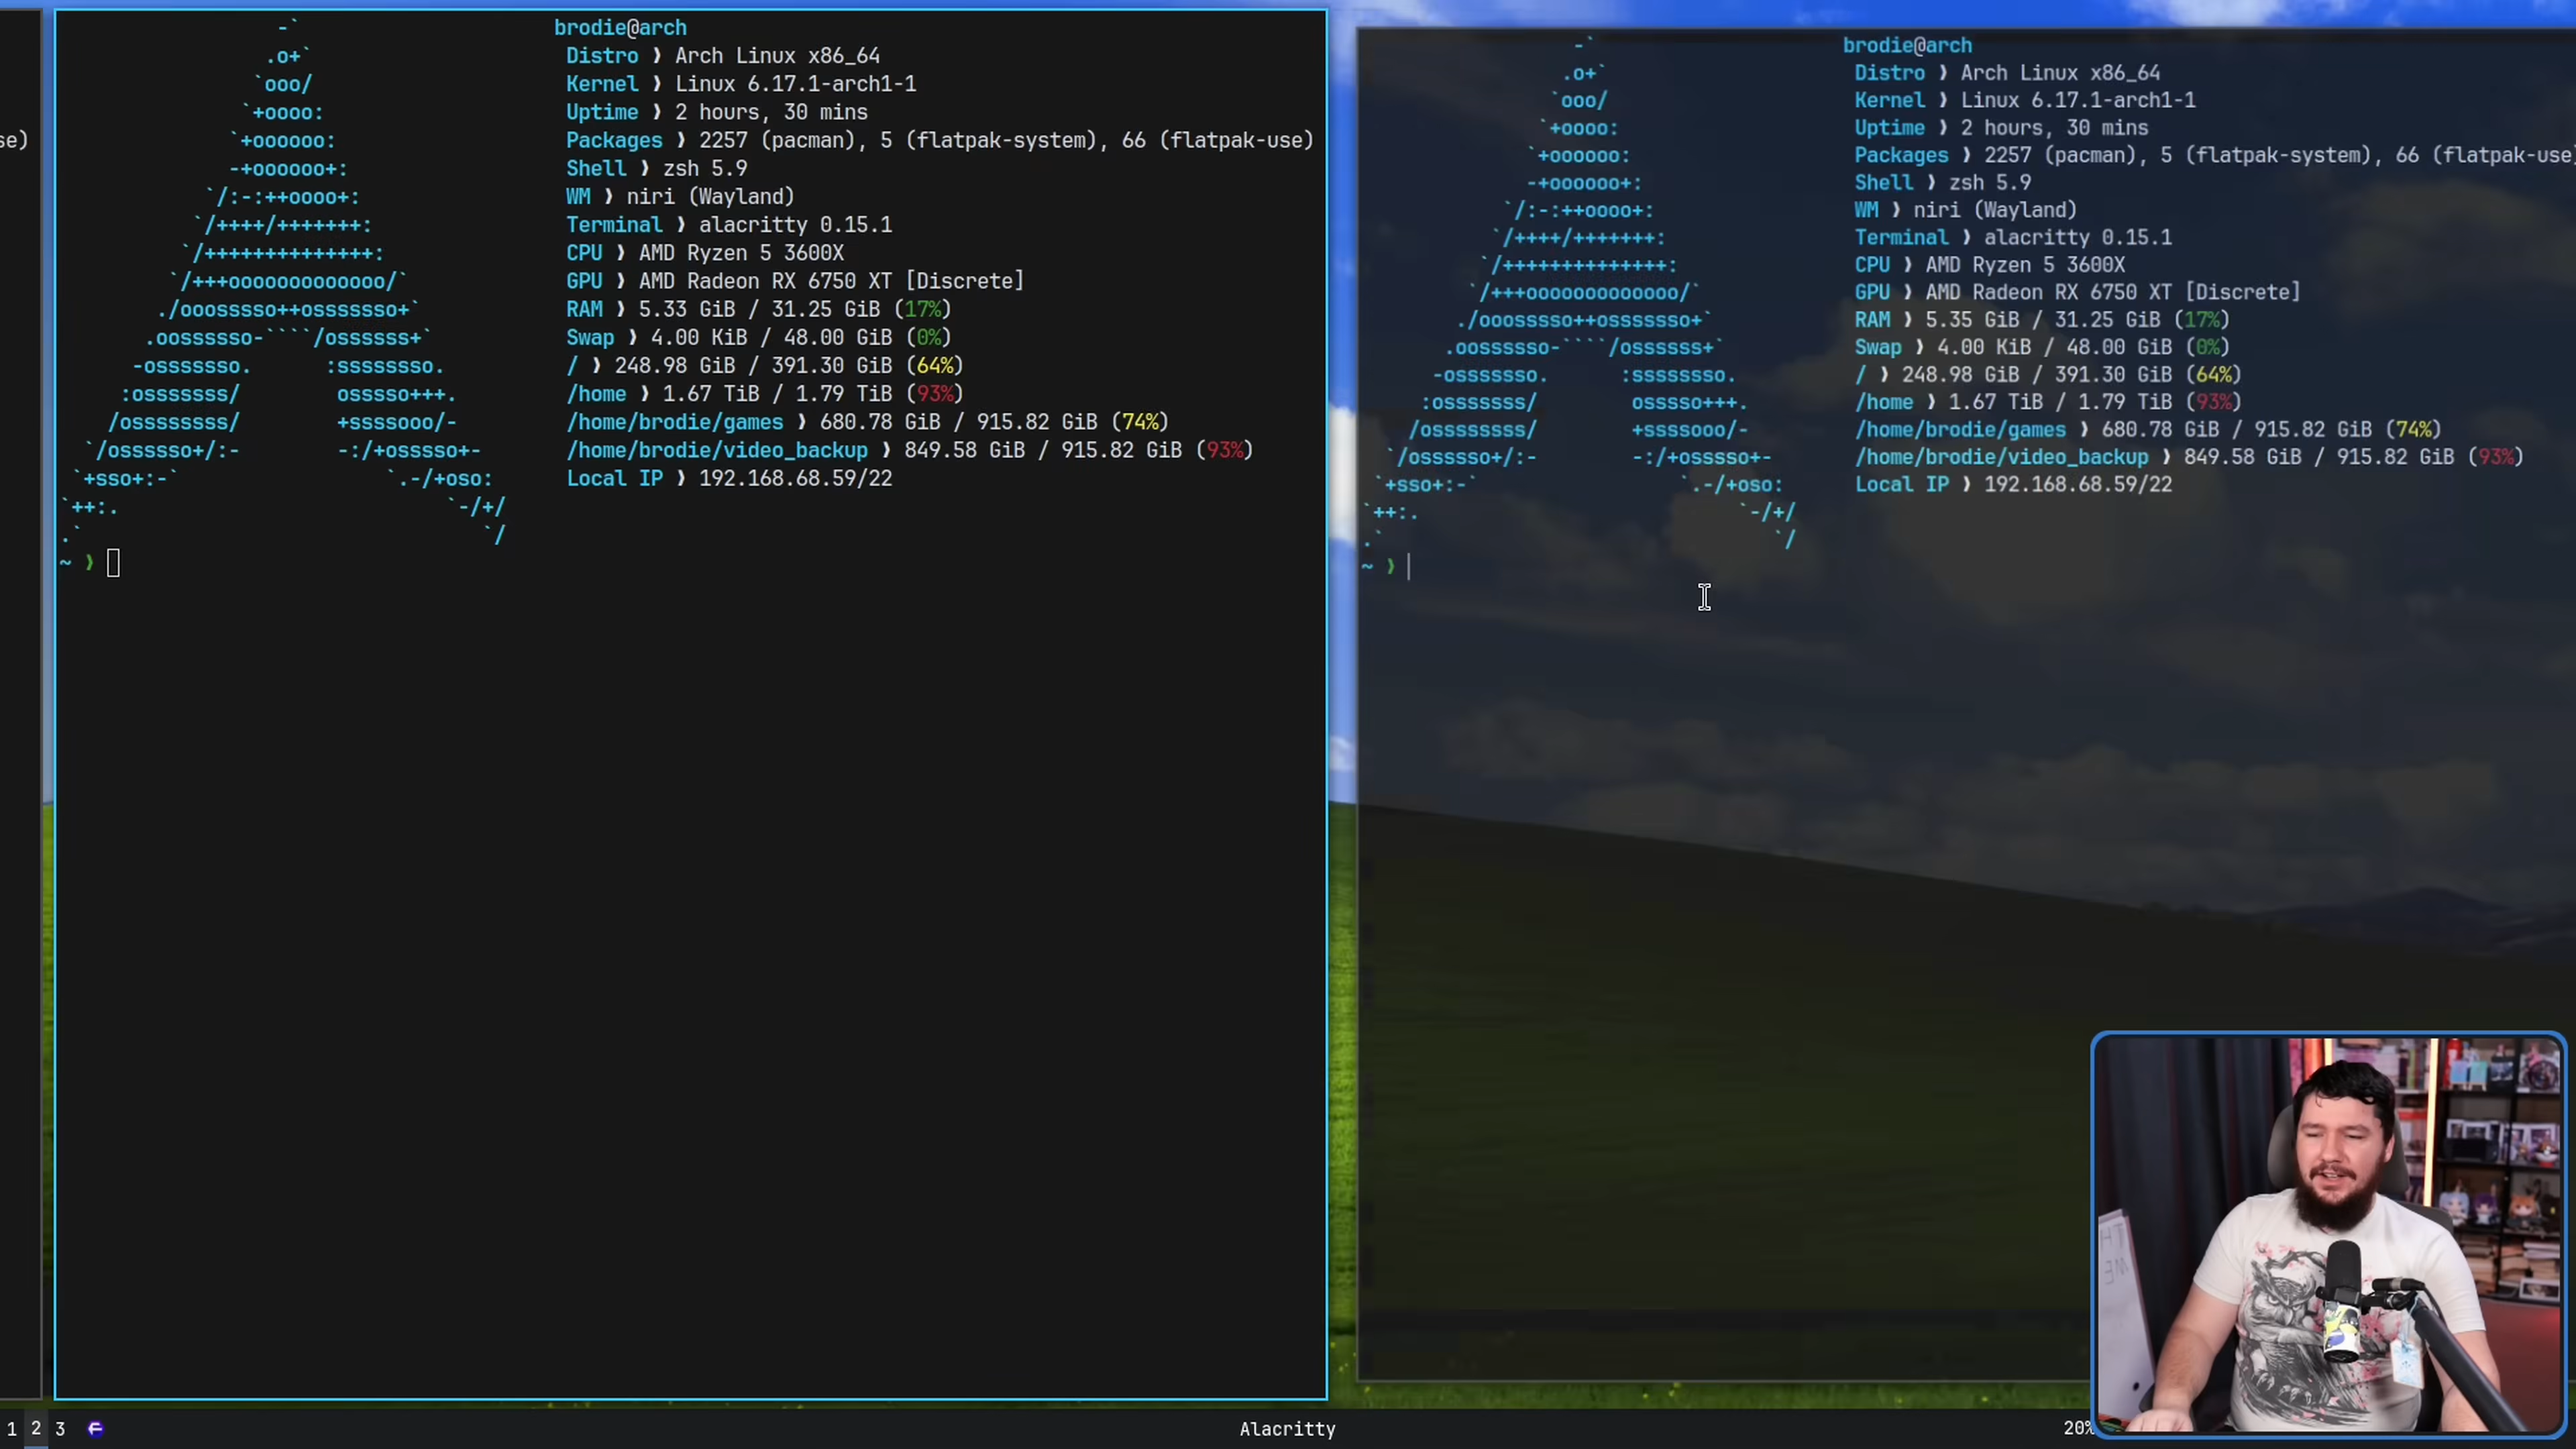 se)
brodie@arch
Distro ❫ Arch Linux x86_64
Kernel ❫ Linux 6.17.1-arch1-1
Uptime ❫ 2 hours, 30 mins
Packages ❫ 2257 (pacman), 5 (flatpak-system), 66 (flatpak-use)
Shell ❫ zsh 5.9
WM ❫ niri (Wayland)
Terminal ❫ alacritty 0.15.1
CPU ❫ AMD Ryzen 5 3600X
GPU ❫ AMD Radeon RX 6750 XT [Discrete]
RAM ❫ 5.33 GiB / 31.25 GiB (17%)
Swap ❫ 4.00 KiB / 48.00 GiB (0%)
/ ❫ 248.98 GiB / 391.30 GiB (64%)
/home ❫ 1.67 TiB / 1.79 TiB (93%)
/home/brodie/games ❫ 680.78 GiB / 915.82 GiB (74%)
/home/brodie/video_backup ❫ 849.58 GiB / 915.82 GiB (93%)
Local IP ❫ 192.168.68.59/22
~ ❫
brodie@arch
Distro ❫ Arch Linux x86_64
Kernel ❫ Linux 6.17.1-arch1-1
Uptime ❫ 2 hours, 30 mins
Packages ❫ 2257 (pacman), 5 (flatpak-system), 66 (flatpak-use
Shell ❫ zsh 5.9
WM ❫ niri (Wayland)
Terminal ❫ alacritty 0.15.1
CPU ❫ AMD Ryzen 5 3600X
GPU ❫ AMD Radeon RX 6750 XT [Discrete]
RAM ❫ 5.35 GiB / 31.25 GiB (17%)
Swap ❫ 4.00 KiB / 48.00 GiB (0%)
/ ❫ 248.98 GiB / 391.30 GiB (64%)
/home ❫ 1.67 TiB / 1.79 TiB (93%)
/home/brodie/games ❫ 680.78 GiB / 915.82 GiB (74%)
/home/brodie/video_backup ❫ 849.58 GiB / 915.82 GiB (93%)
Local IP ❫ 192.168.68.59/22
~ ❫
1 2 3
Alacritty
20%